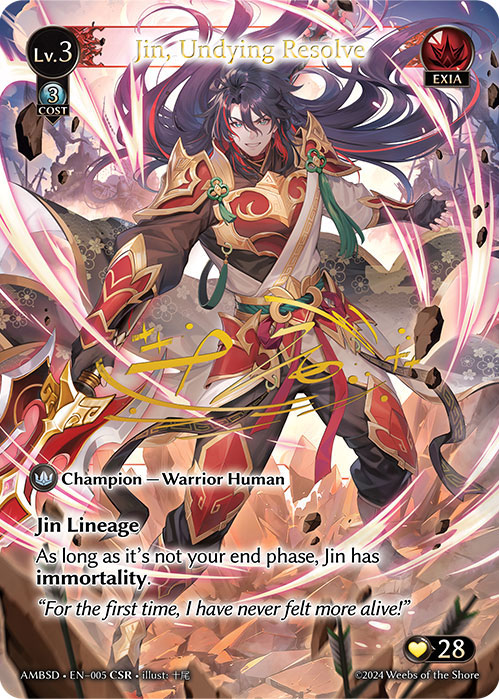 Lv.3
Jin, Undying Resolve
EXIA
3
COST
Champion — Warrior Human
Jin Lineage
As long as it's not your end phase, Jin has
immortality.
"For the first time, I have never felt more alive!"
28
AMBSD • EN-005 CSR • illust: 十尾
©2024 Weebs of the Shore